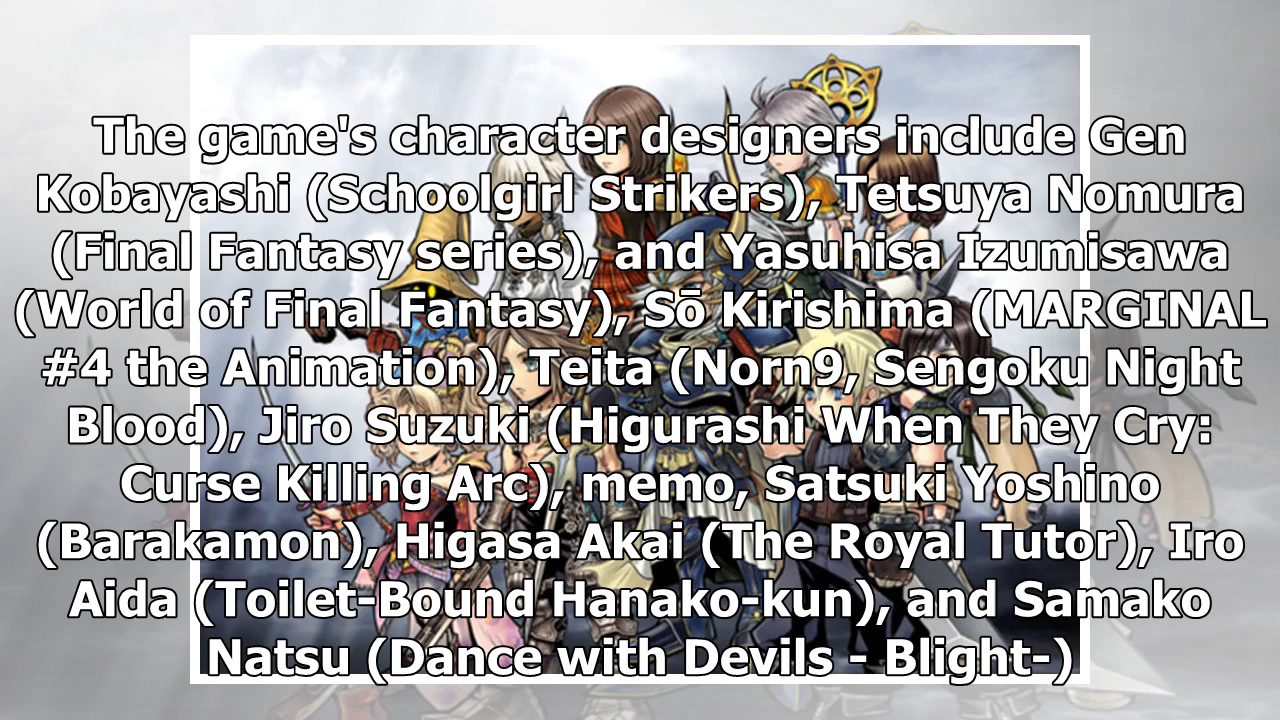 The game's character designers include Gen
Kobayashi (Schoolgirl Strikers), Tetsuya Nomura
(Final Fantasy series), and Yasuhisa Izumisawa
(World of Final Fantasy), Sō Kirishima (MARGINAL
#4 the Animation), Teita (Norn9, Sengoku Night
Blood), Jiro Suzuki (Higurashi When They Cry:
Curse Killing Arc), memo, Satsuki Yoshino
(Barakamon), Higasa Akai (The Royal Tutor), Iro
Aida (Toilet-Bound Hanako-kun), and Samako
Natsu (Dance with Devils - Blight-)